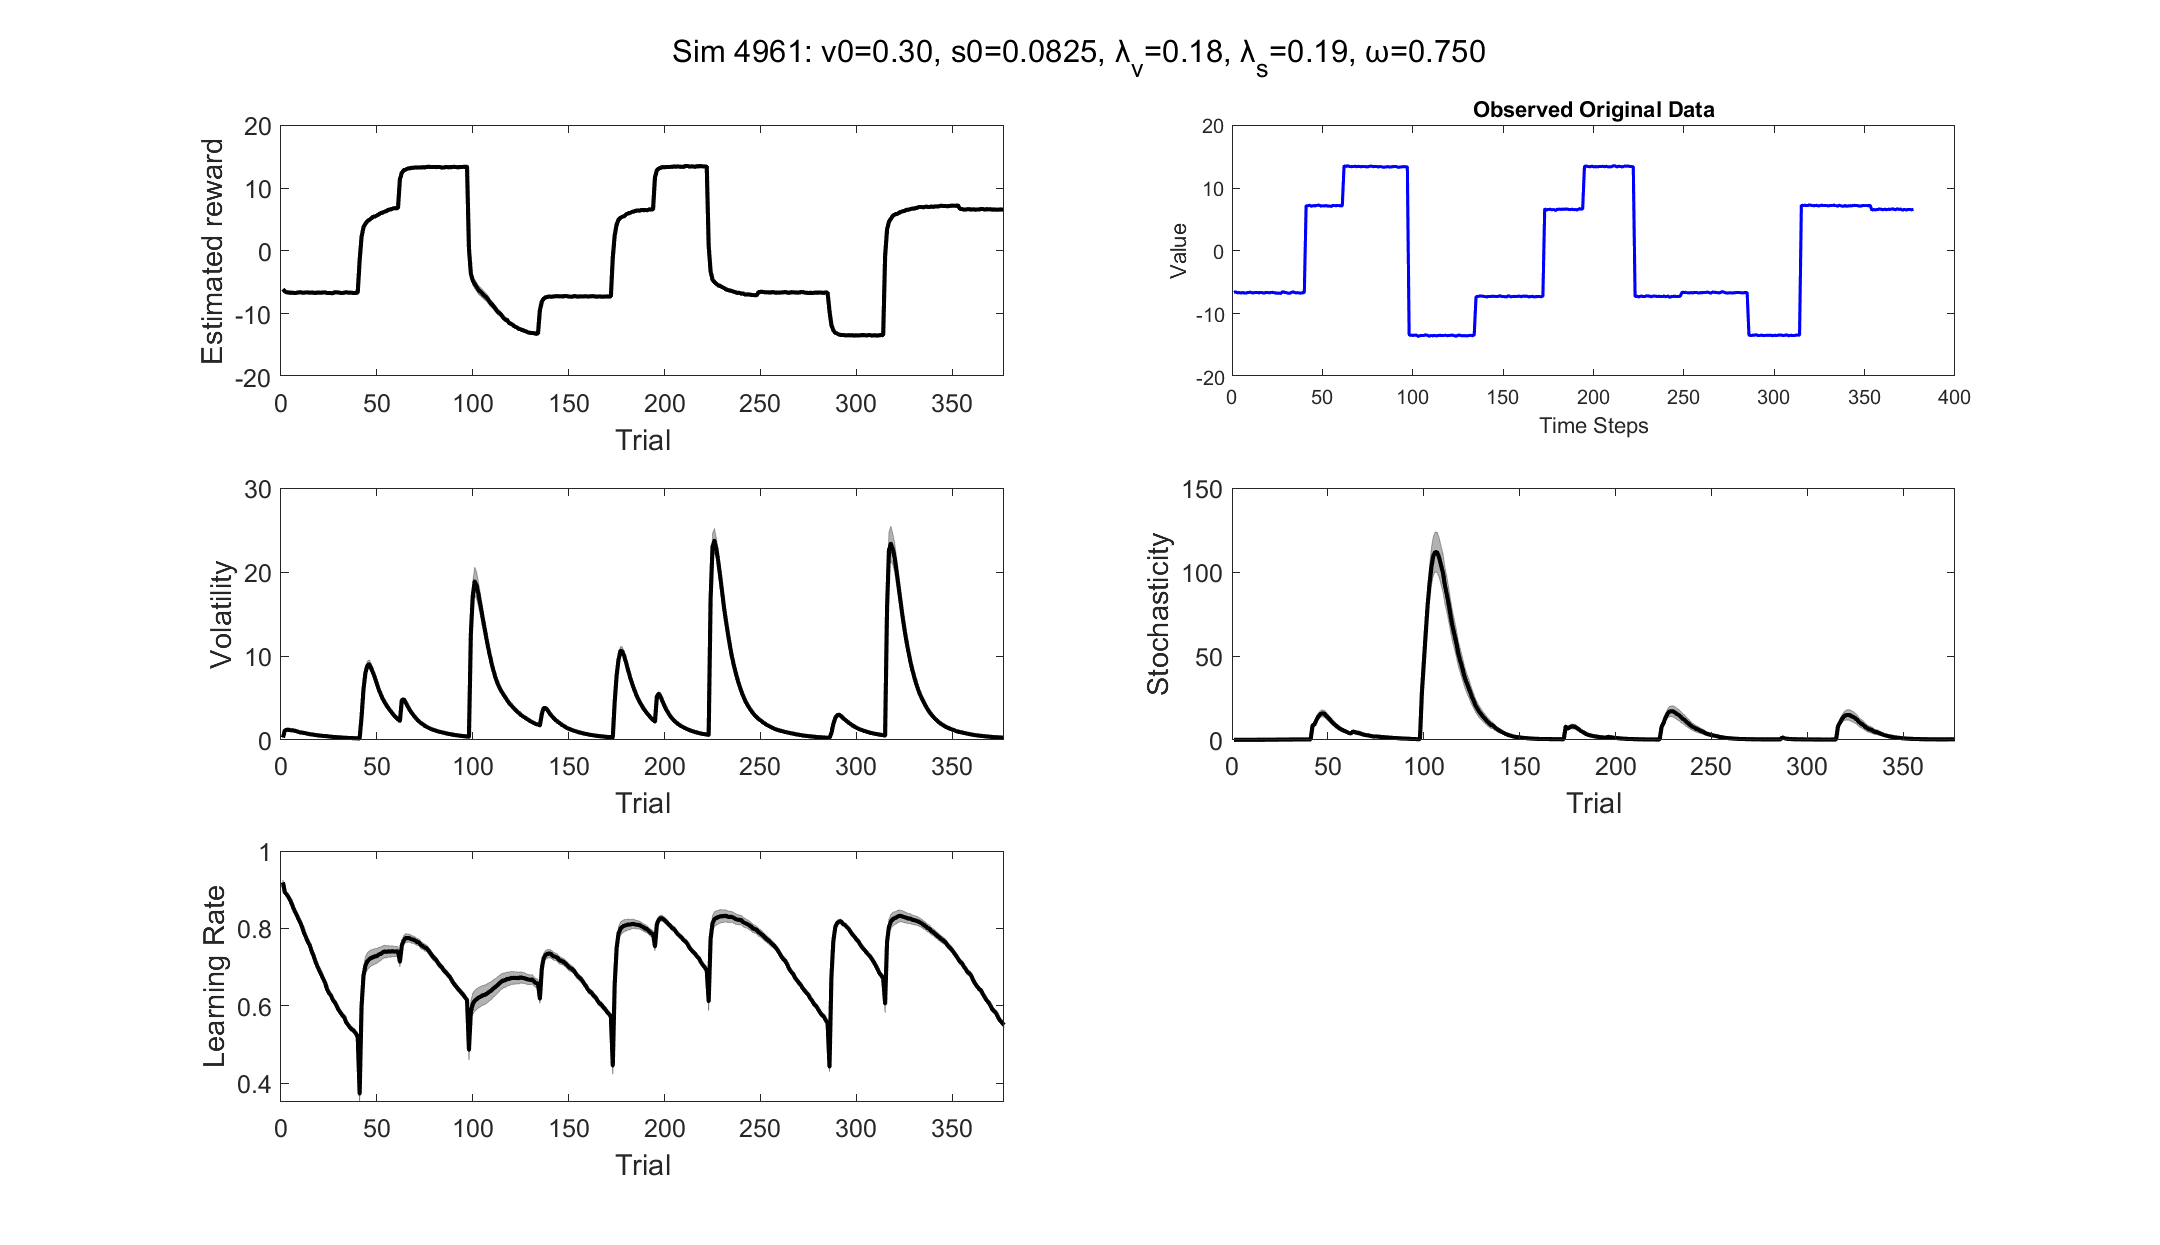 Sim 4961: v0=0.30, s0=0.0825, λ_v=0.18, λ_s=0.19, ω=0.750
Estimated reward
20
10
0
-10
-20
0 50 100 150 200 250 300 350
Trial
Observed Original Data
Value
20
10
0
-10
-20
0 50 100 150 200 250 300 350 400
Time Steps
Volatility
30
20
10
0
0 50 100 150 200 250 300 350
Trial
Stochasticity
150
100
50
0
0 50 100 150 200 250 300 350
Trial
Learning Rate
1
0.8
0.6
0.4
0 50 100 150 200 250 300 350
Trial